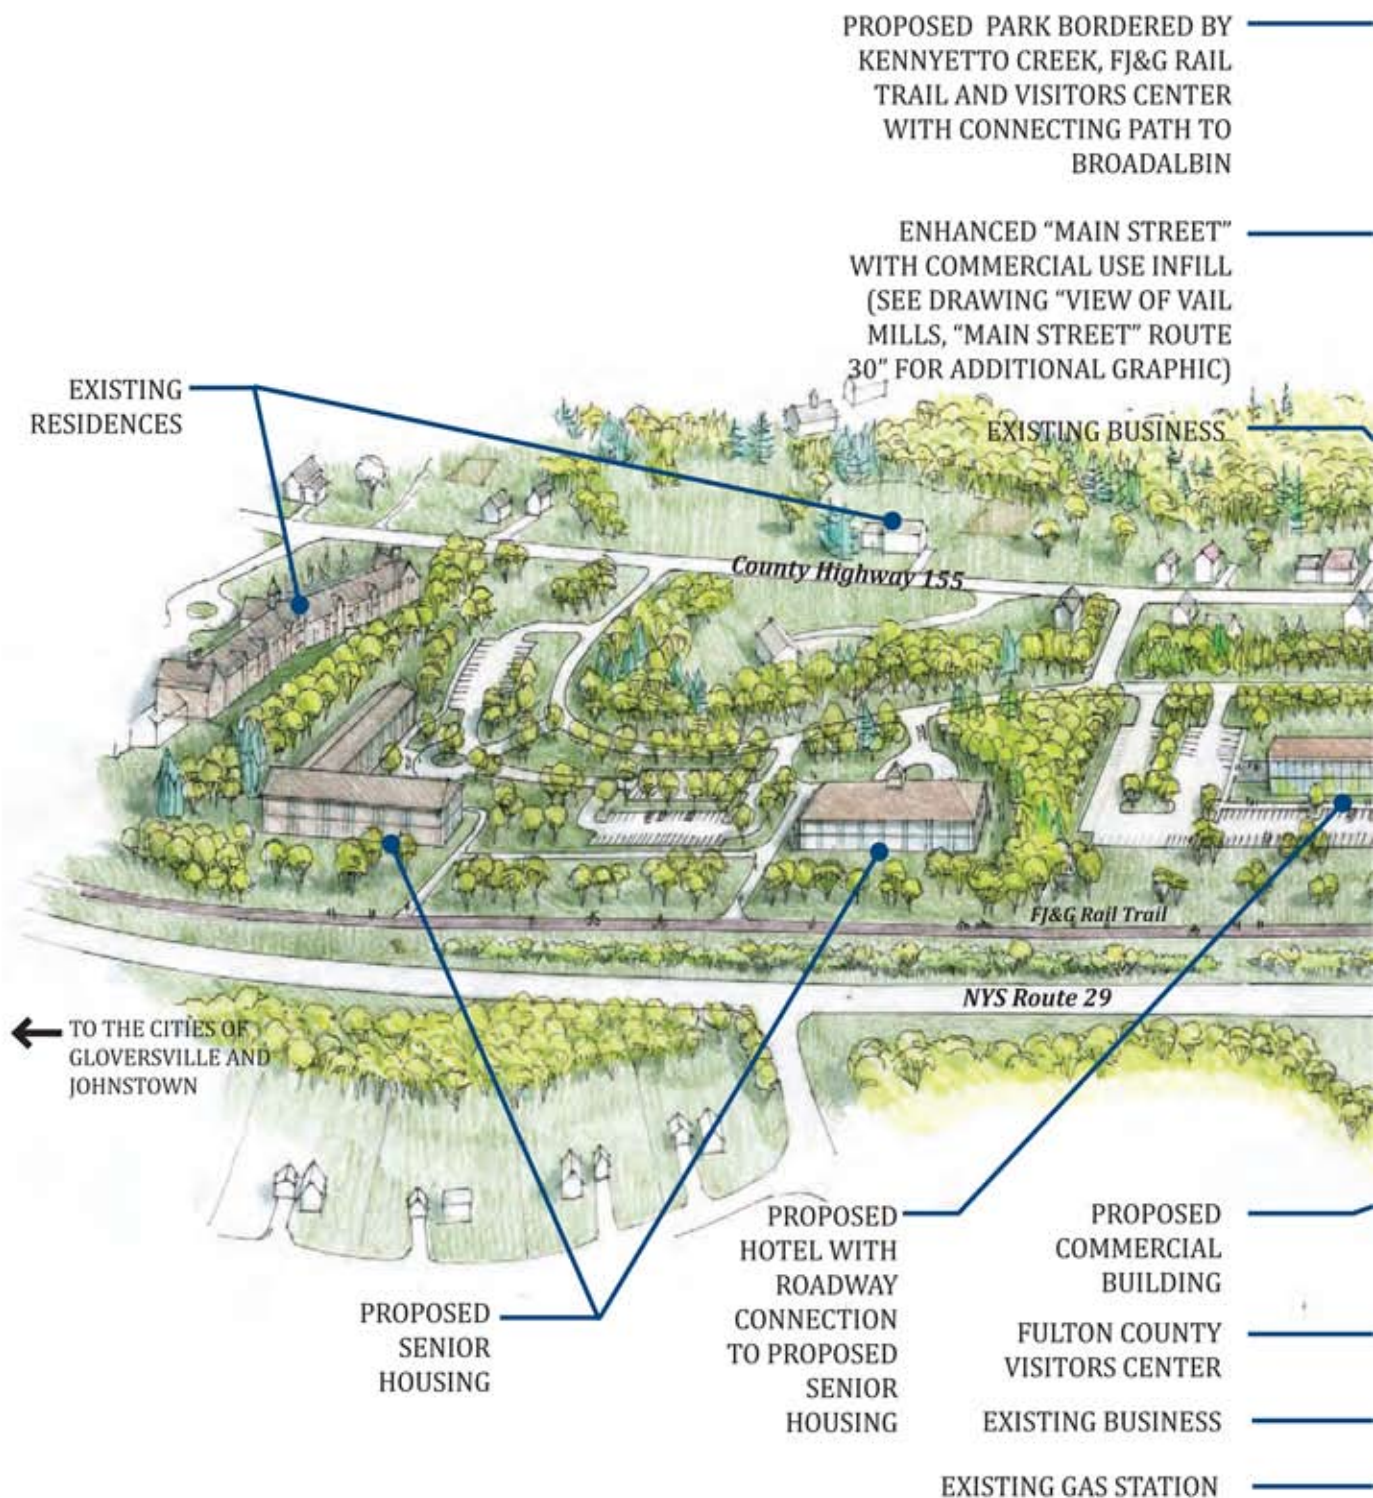 PROPOSED PARK BORDERED BY
KENNYETTO CREEK, FJ&G RAIL
TRAIL AND VISITORS CENTER
WITH CONNECTING PATH TO
BROADALBIN
ENHANCED “MAIN STREET”
WITH COMMERCIAL USE INFILL
(SEE DRAWING “VIEW OF VAIL
MILLS, “MAIN STREET” ROUTE
30” FOR ADDITIONAL GRAPHIC)
EXISTING
RESIDENCES
EXISTING BUSINESS
County Highway 155
FJ&G Rail Trail
NYS Route 29
TO THE CITIES OF
GLOVERSVILLE AND
JOHNSTOWN
PROPOSED
SENIOR
HOUSING
PROPOSED
HOTEL WITH
ROADWAY
CONNECTION
TO PROPOSED
SENIOR
HOUSING
PROPOSED
COMMERCIAL
BUILDING
FULTON COUNTY
VISITORS CENTER
EXISTING BUSINESS
EXISTING GAS STATION